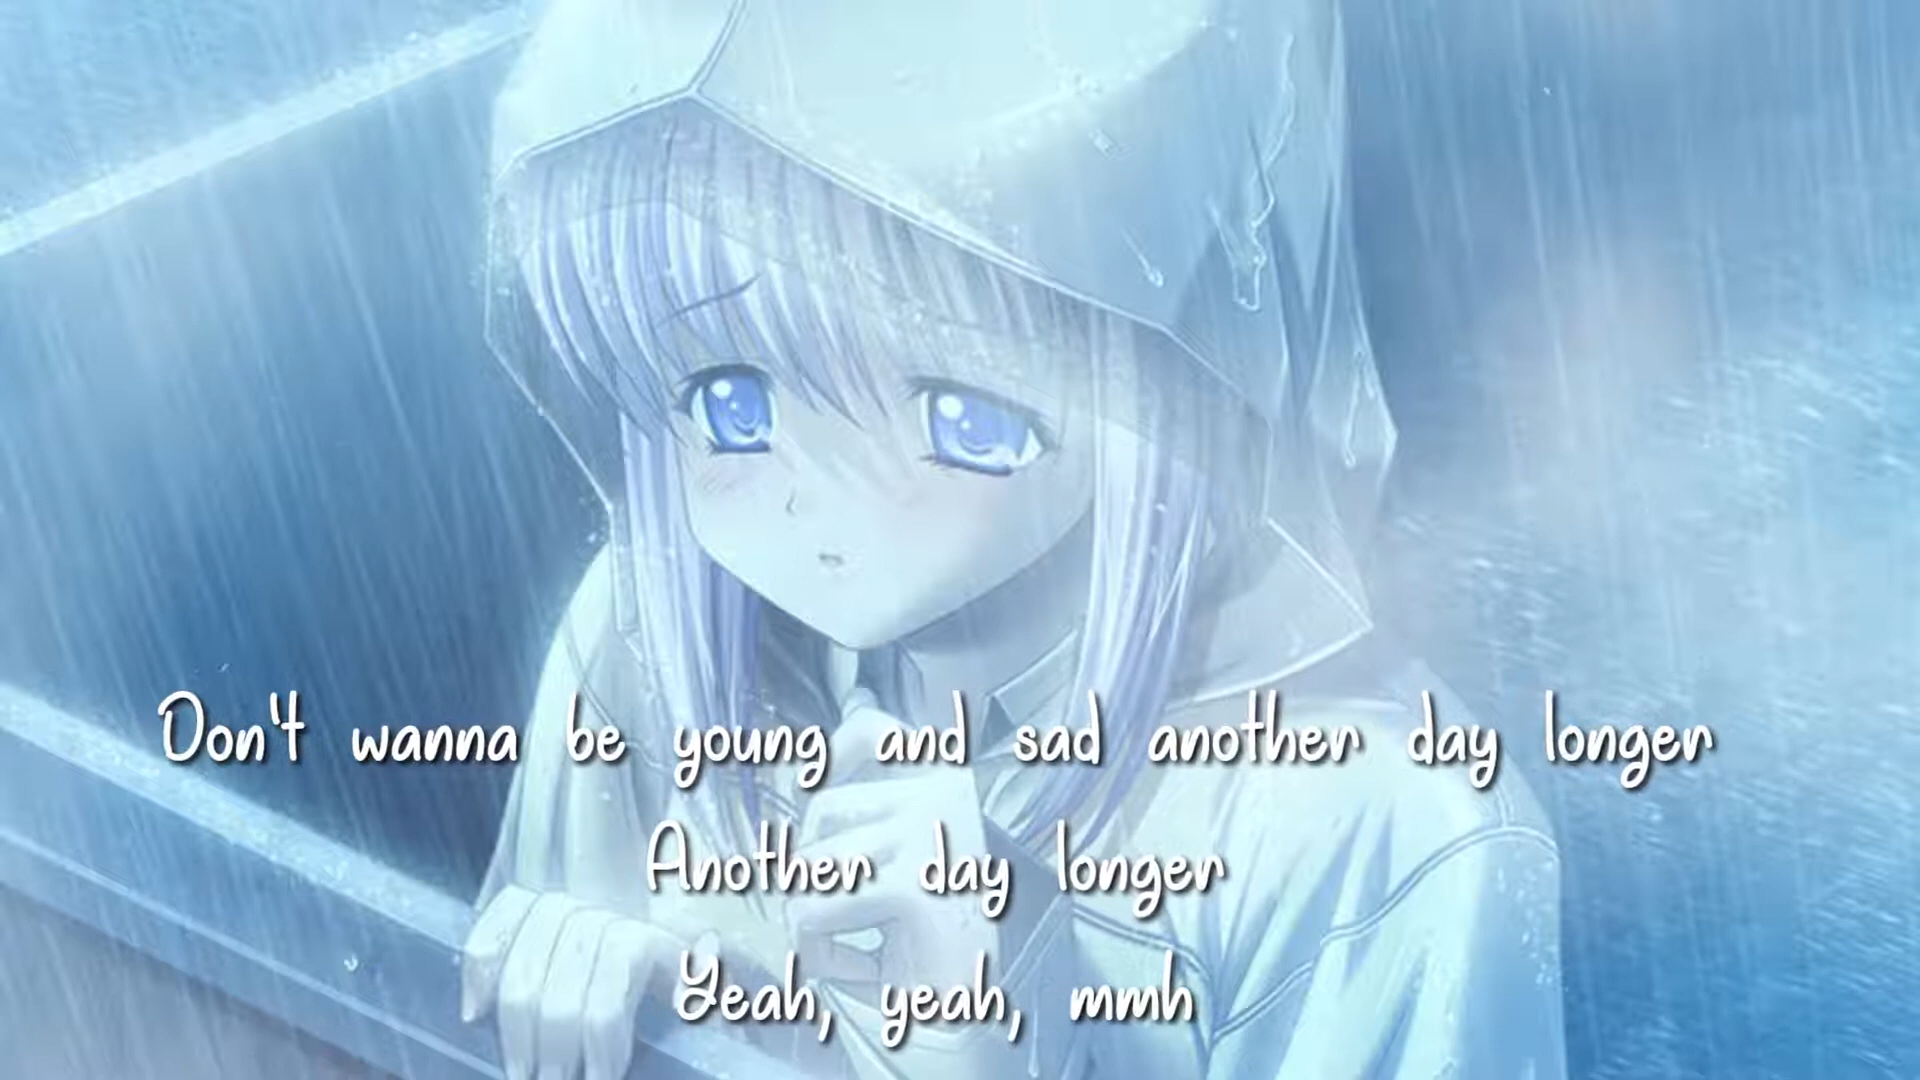 Don't wanna be young and sad another day longer
Another day longer
Yeah, yeah, mmh